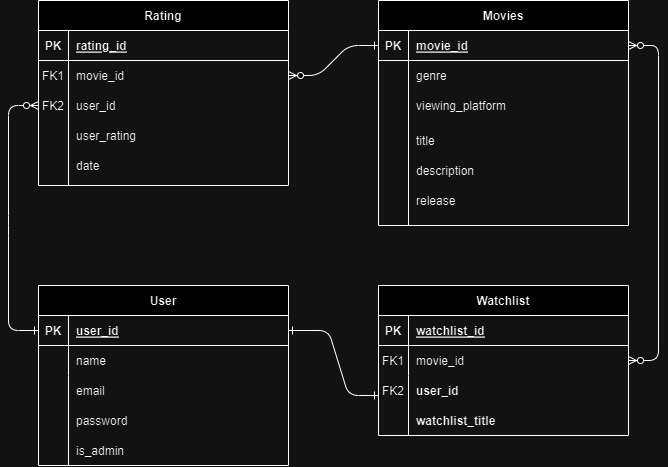 Rating
PK rating_id
FK1 movie_id
FK2 user_id
user_rating
date
Movies
PK movie_id
genre
viewing_platform
title
description
release
User
PK user_id
name
email
password
is_admin
Watchlist
PK watchlist_id
FK1 movie_id
FK2 user_id
watchlist_title